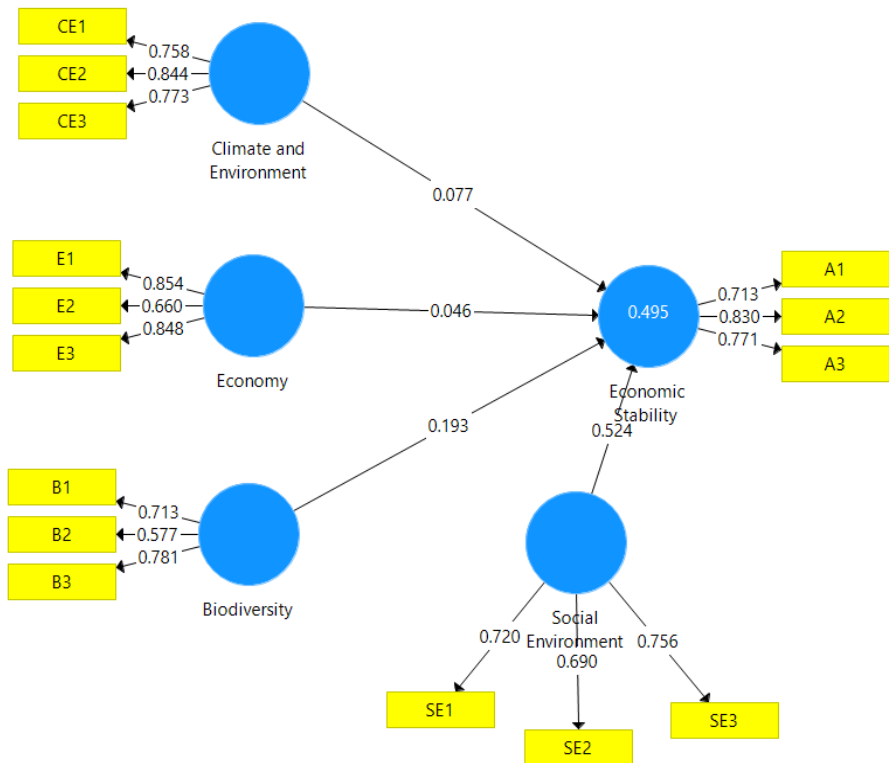 CE1
0.758
CE2
0.844
CE3
0.773
Climate and
Environment
0.077
E1
0.854
E2
0.660
E3
0.848
Economy
0.046
0.495
Economic
Stability
A1
0.713
A2
0.830
A3
0.771
0.193
0.524
B1
0.713
B2
0.577
B3
0.781
Biodiversity
Social
Environment
0.720
0.690
0.756
SE1
SE2
SE3